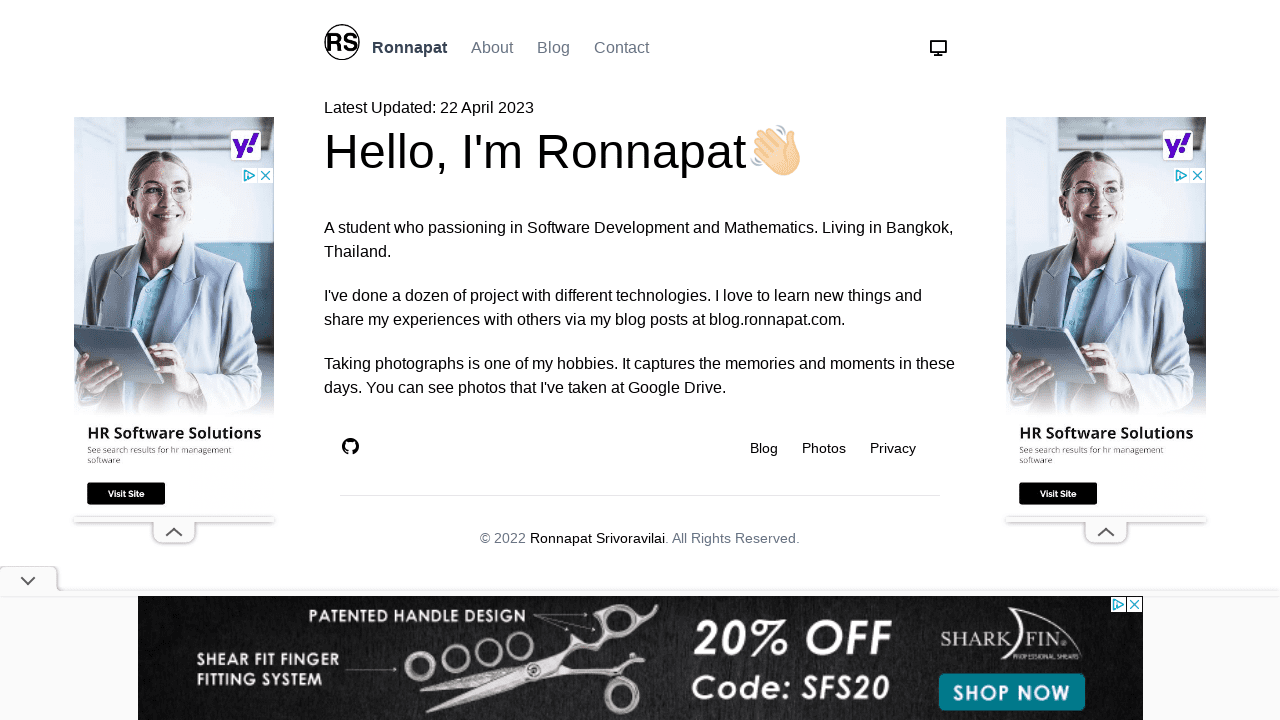 RS Ronnapat About Blog Contact
Latest Updated: 22 April 2023
Hello, I'm Ronnapat👋🏻
A student who passioning in Software Development and Mathematics. Living in Bangkok,
Thailand.
I've done a dozen of project with different technologies. I love to learn new things and
share my experiences with others via my blog posts at blog.ronnapat.com.
Taking photographs is one of my hobbies. It captures the memories and moments in these
days. You can see photos that I've taken at Google Drive.
Blog Photos Privacy
© 2022 Ronnapat Srivoravilai. All Rights Reserved.
y!
HR Software Solutions
See search results for hr management
software
Visit Site
y!
HR Software Solutions
See search results for hr management
software
Visit Site
PATENTED HANDLE DESIGN
SHEAR FIT FINGER
FITTING SYSTEM
20% OFF
Code: SFS20
SHARK FIN
PROFESSIONAL SHEARS
SHOP NOW